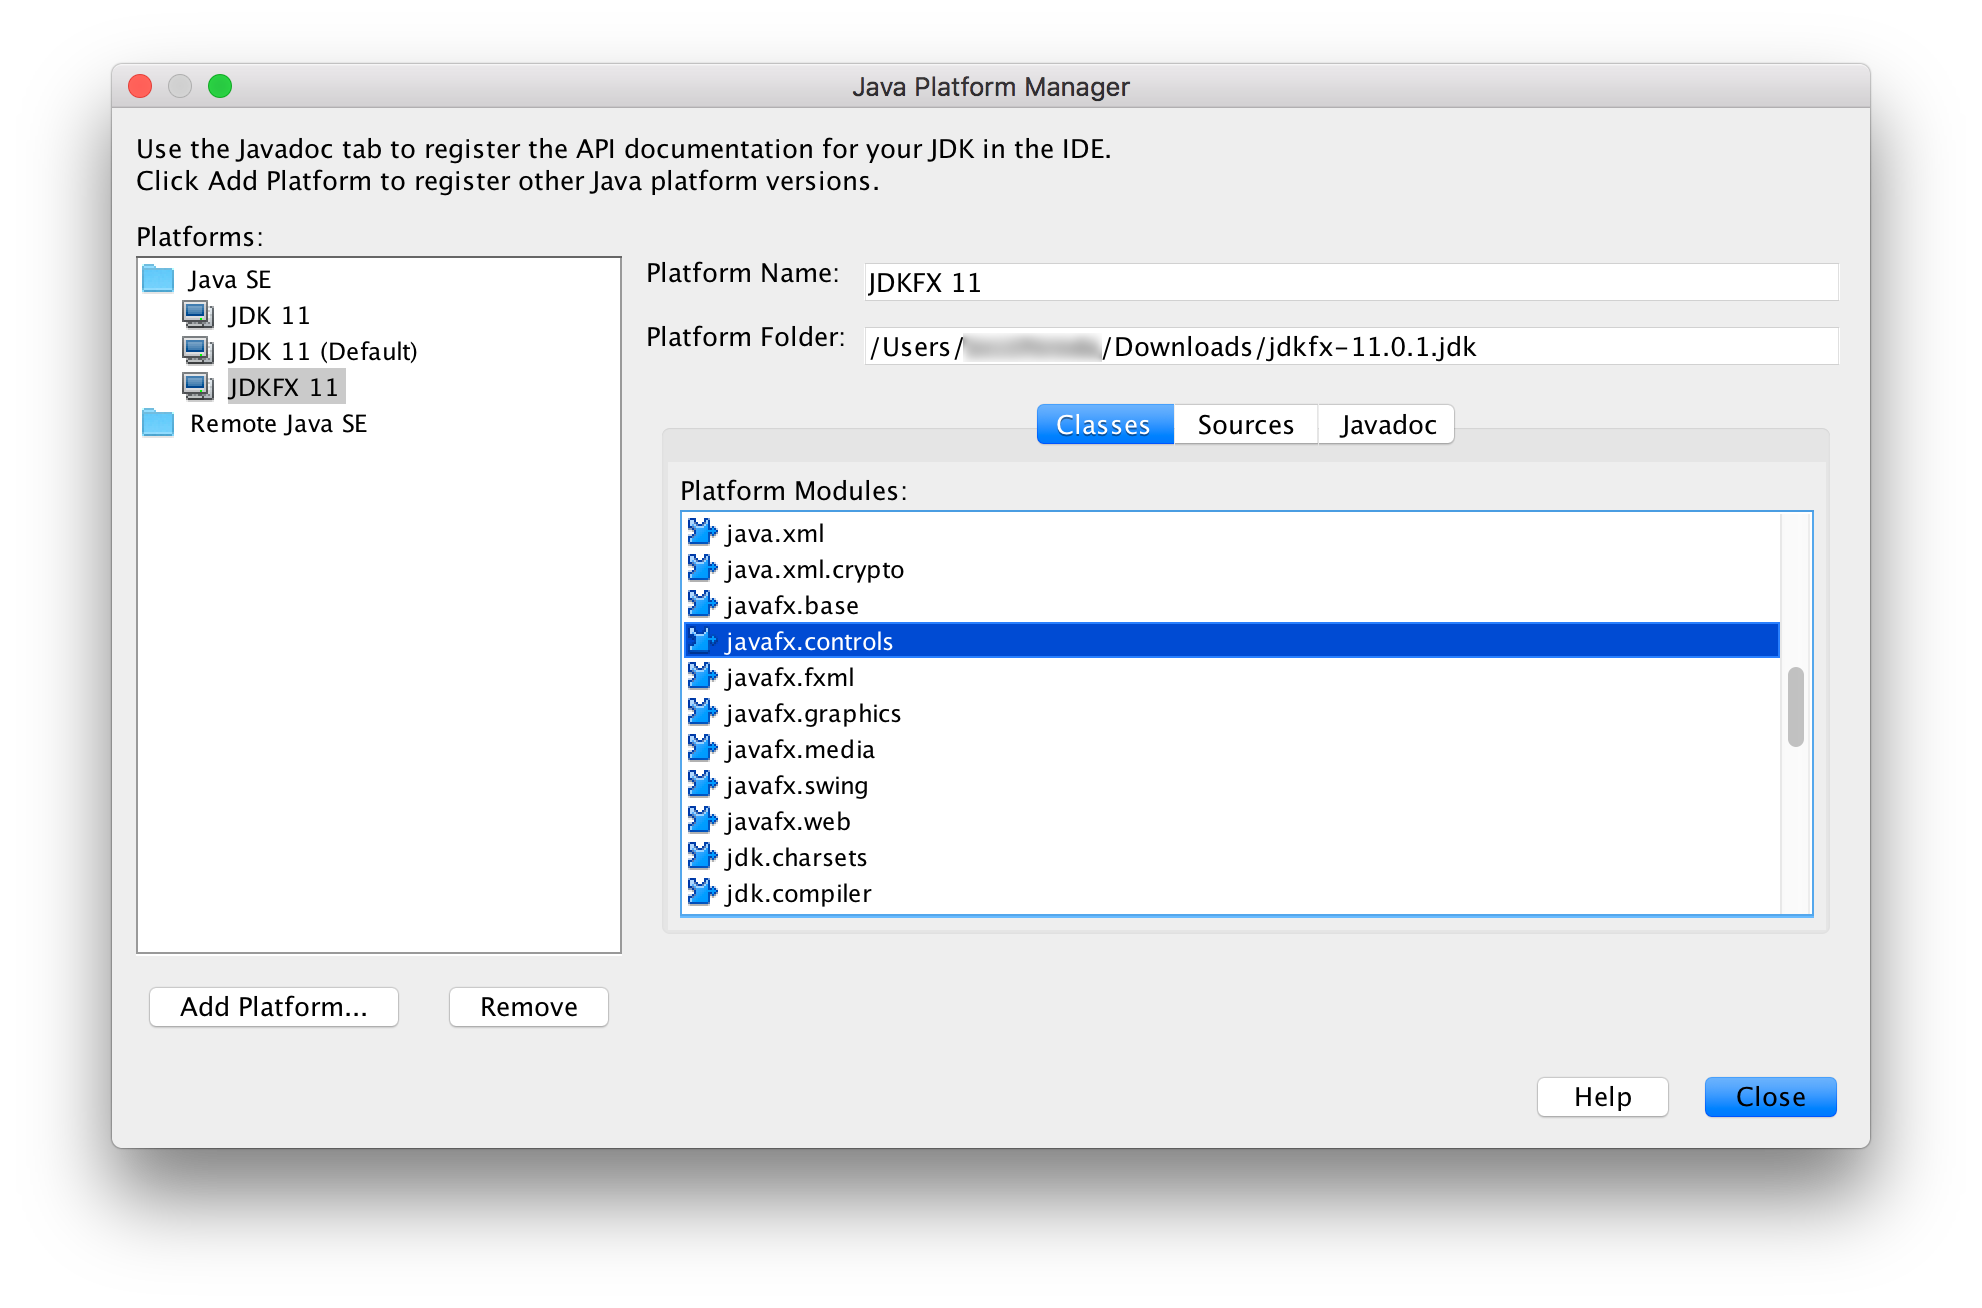 Java Platform Manager
Use the Javadoc tab to register the API documentation for your JDK in the IDE.
Click Add Platform to register other Java platform versions.
Platforms:
Java SE
JDK 11
JDK 11 (Default)
JDKFX 11
Remote Java SE
Add Platform...
Remove
Platform Name:
JDKFX 11
Platform Folder:
/Users/ /Downloads/jdkfx-11.0.1.jdk
Classes
Sources
Javadoc
Platform Modules:
java.xml
java.xml.crypto
javafx.base
javafx.controls
javafx.fxml
javafx.graphics
javafx.media
javafx.swing
javafx.web
jdk.charsets
jdk.compiler
Help
Close